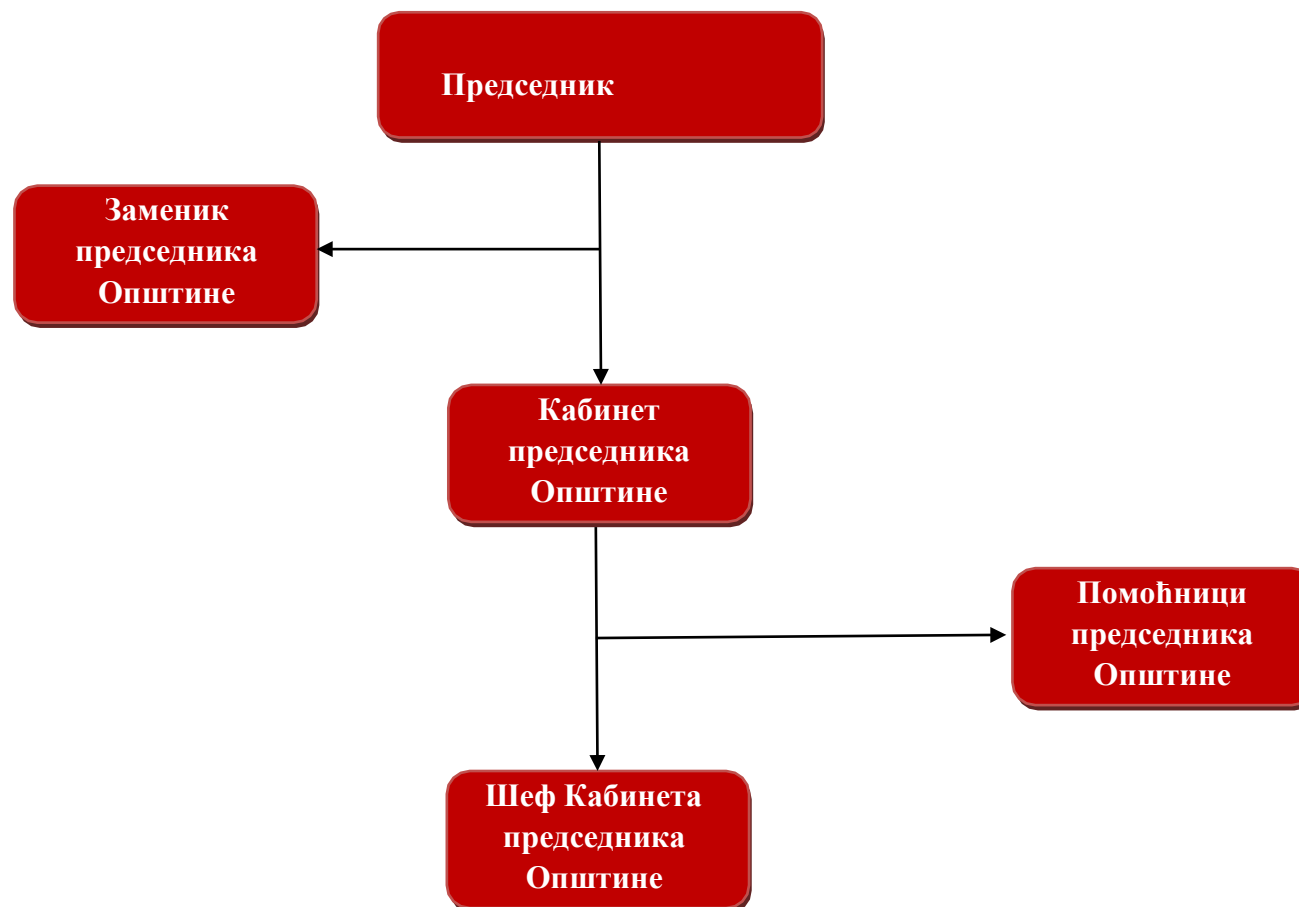 Председник
Заменик
председника
Општине
Кабинет
председника
Општине
Помоћници
председника
Општине
Шеф Кабинета
председника
Општине